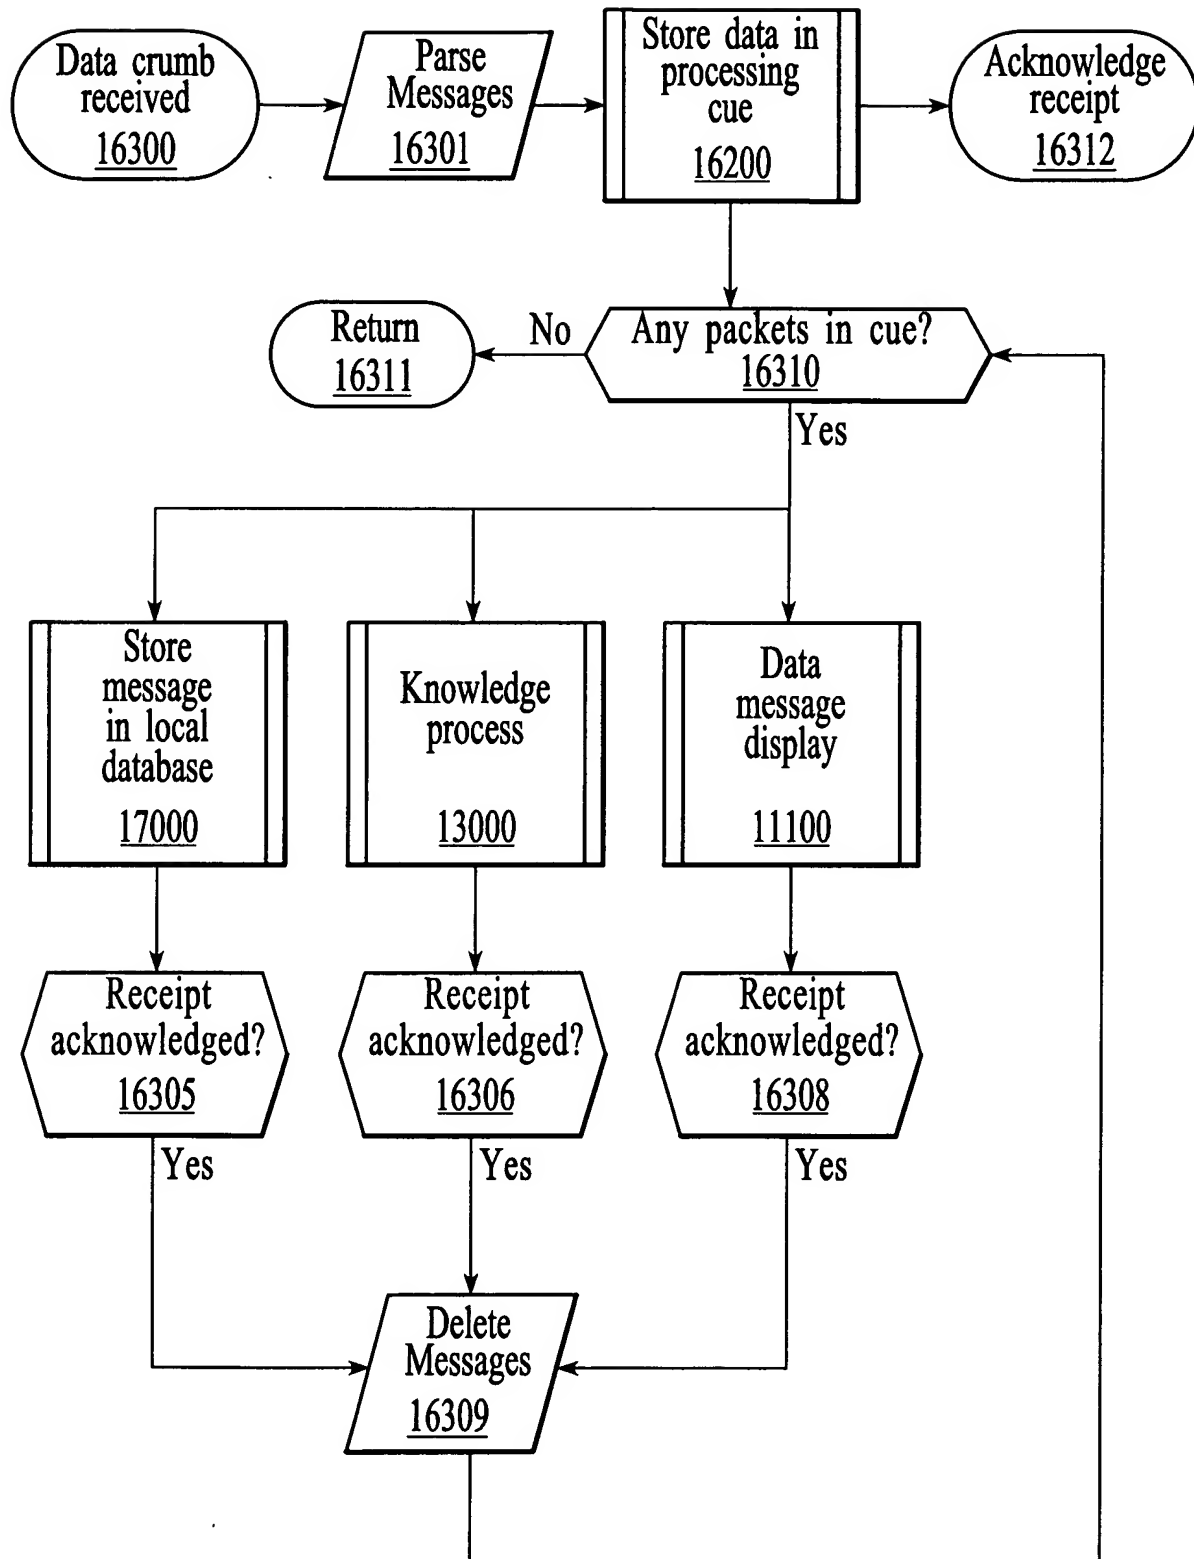 Data crumb
received
16300
Parse
Messages
16301
Store data in
processing
cue
16200
Acknowledge
receipt
16312
Return
16311
No
Any packets in cue?
16310
Yes
Store
message
in local
database
17000
Knowledge
process
13000
Data
message
display
11100
Receipt
acknowledged?
16305
Receipt
acknowledged?
16306
Receipt
acknowledged?
16308
Yes
Yes
Yes
Delete
Messages
16309